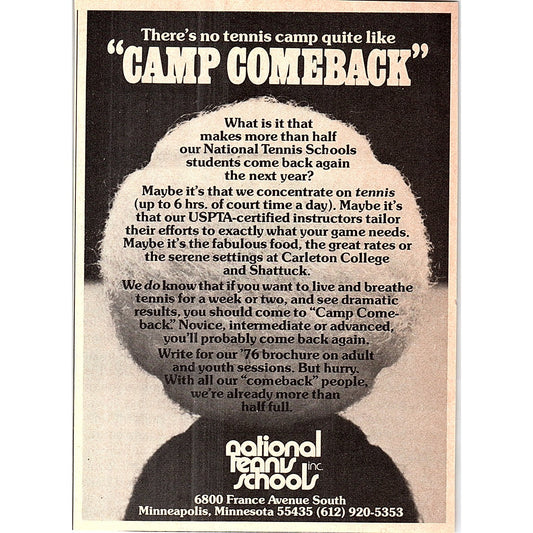 There's no tennis camp quite like
“CAMP COMEBACK”
What is it that
makes more than half
our National Tennis Schools
students come back again
the next year?
Maybe it's that we concentrate on tennis
(up to 6 hrs. of court time a day). Maybe it's
that our USPTA-certified instructors tailor
their efforts to exactly what your game needs.
Maybe it's the fabulous food, the great rates or
the serene settings at Carleton College
and Shattuck.
We do know that if you want to live and breathe
tennis for a week or two, and see dramatic
results, you should come to “Camp Come-
back.” Novice, intermediate or advanced,
you'll probably come back again.
Write for our '76 brochure on adult
and youth sessions. But hurry.
With all our “comeback” people,
we're already more than
half full.
national
tennis inc.
schools
6800 France Avenue South
Minneapolis, Minnesota 55435 (612) 920-5353